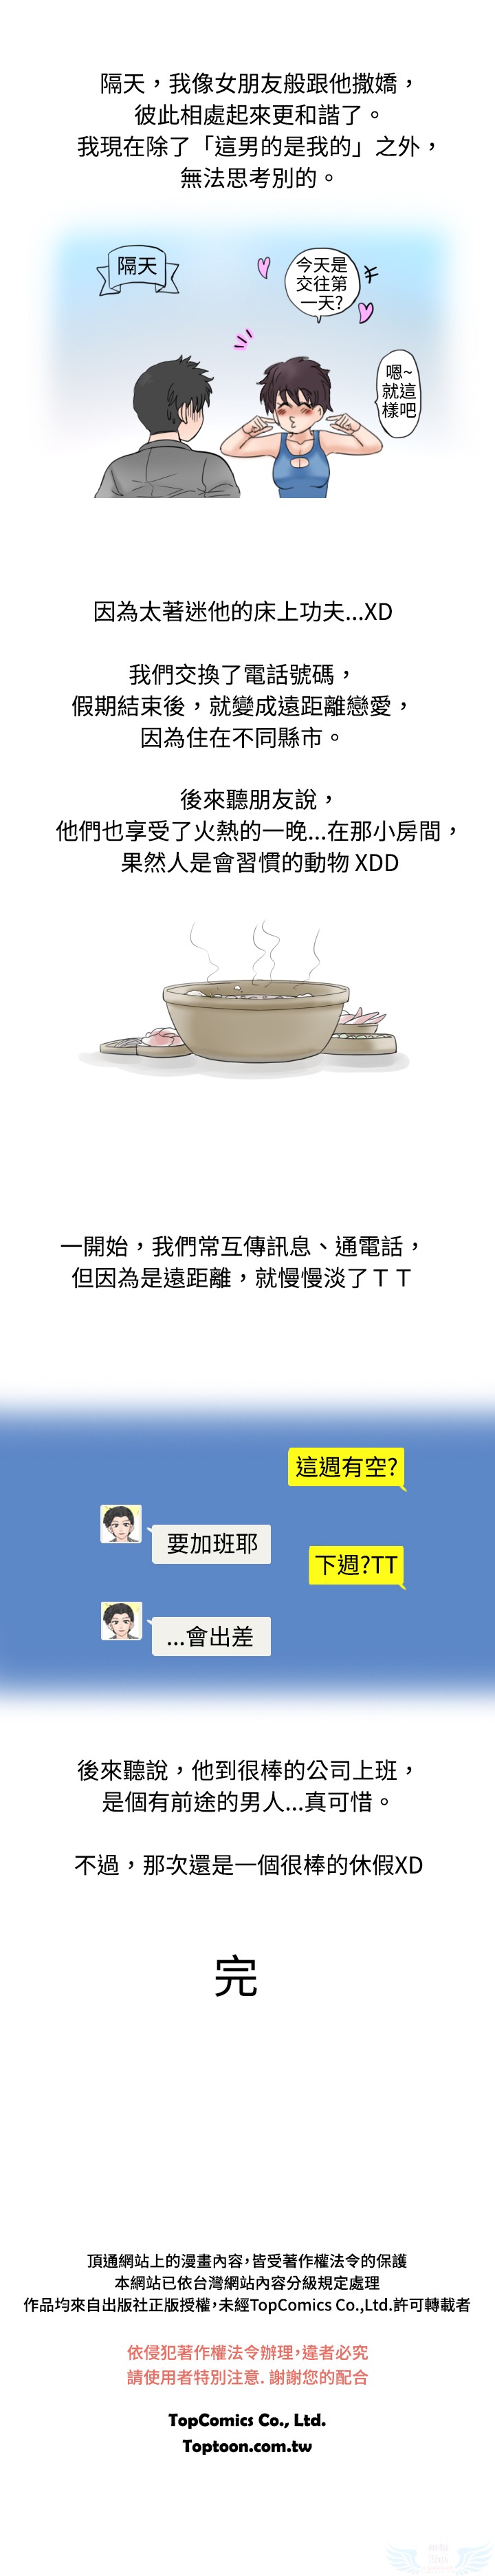 隔天，我像女朋友般跟他撒嬌，
彼此相處起來更和諧了。
我現在除了「這男的是我的」之外，
無法思考別的。
隔天
今天是
交往第
一天?
嗯~
就這
樣吧
因為太著迷他的床上功夫...XD
我們交換了電話號碼，
假期結束後，就變成遠距離戀愛，
因為住在不同縣市。
後來聽朋友說，
他們也享受了火熱的一晚...在那小房間，
果然人是會習慣的動物 XDD
一開始，我們常互傳訊息、通電話，
但因為是遠距離，就慢慢淡了ＴＴ
這週有空?
要加班耶
下週?TT
...會出差
後來聽說，他到很棒的公司上班，
是個有前途的男人...真可惜。
不過，那次還是一個很棒的休假XD
完
頂通網站上的漫畫內容，皆受著作權法令的保護
本網站已依台灣網站內容分級規定處理
作品均來自出版社正版授權，未經TopComics Co.,Ltd.許可轉載者
依侵犯著作權法令辦理，違者必究
請使用者特別注意. 謝謝您的配合
TopComics Co., Ltd.
Toptoon.com.tw